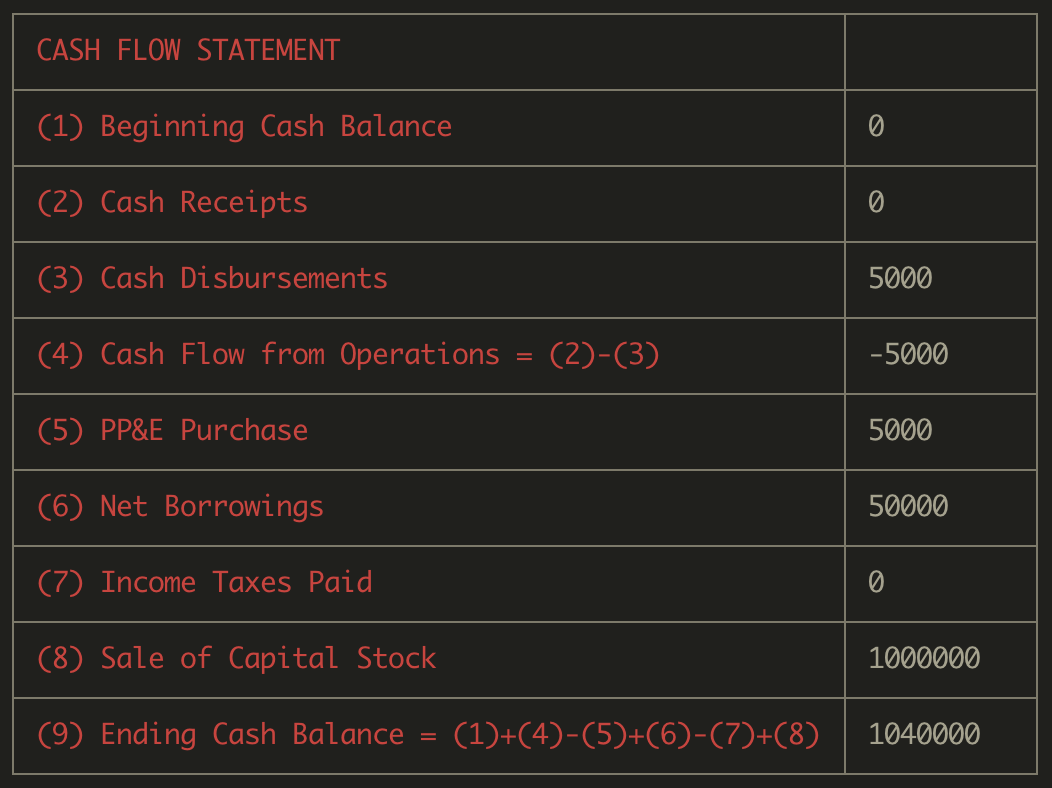 CASH FLOW STATEMENT
(1) Beginning Cash Balance 0
(2) Cash Receipts 0
(3) Cash Disbursements 5000
(4) Cash Flow from Operations = (2)-(3) -5000
(5) PP&E Purchase 5000
(6) Net Borrowings 50000
(7) Income Taxes Paid 0
(8) Sale of Capital Stock 1000000
(9) Ending Cash Balance = (1)+(4)-(5)+(6)-(7)+(8) 1040000